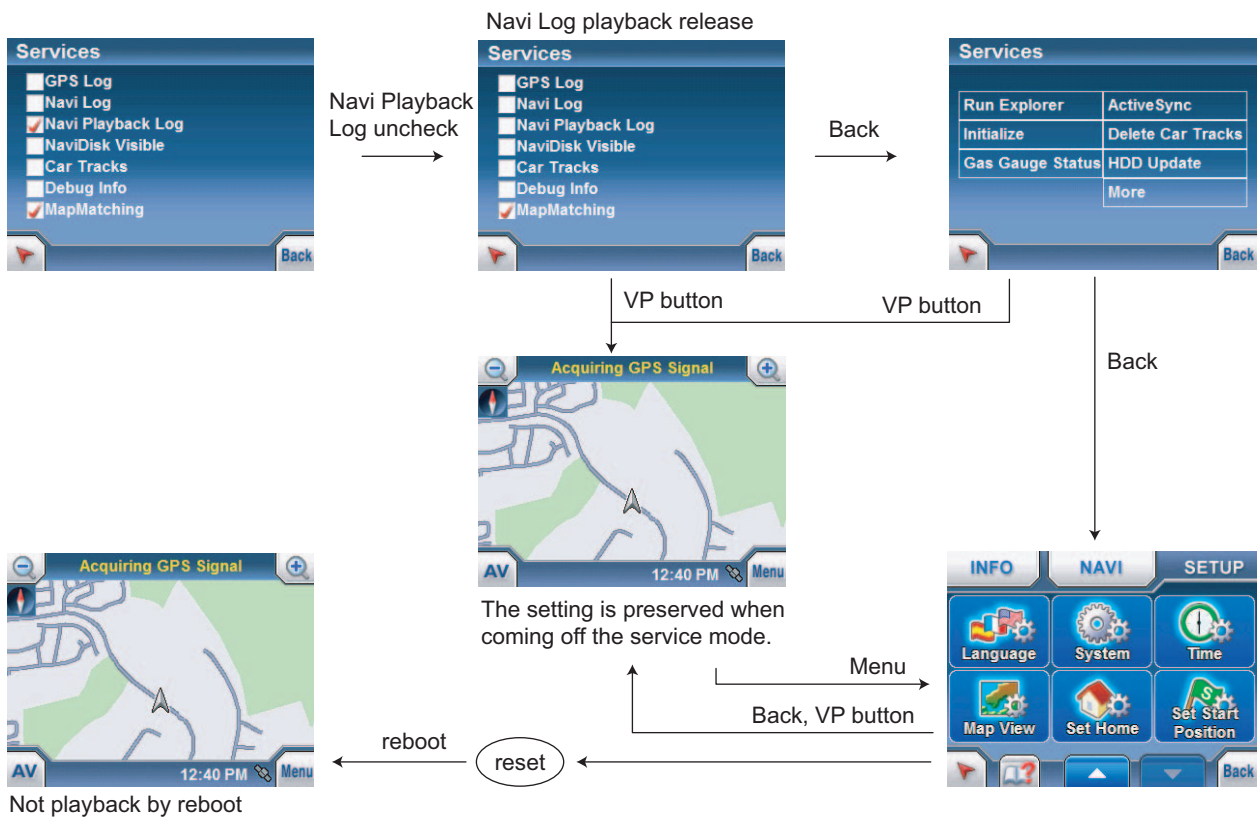 Navi Log playback release
Services
GPS Log
Navi Log
Navi Playback Log
NaviDisk Visible
Car Tracks
Debug Info
MapMatching
Back
Navi Playback
Log uncheck
Services
GPS Log
Navi Log
Navi Playback Log
NaviDisk Visible
Car Tracks
Debug Info
MapMatching
Back
Back
Services
Run Explorer
ActiveSync
Initialize
Delete Car Tracks
Gas Gauge Status
HDD Update
More
Back
VP button
VP button
Back
Acquiring GPS Signal
AV
12:40 PM
Menu
The setting is preserved when
coming off the service mode.
Menu
Back, VP button
INFO
NAVI
SETUP
Language
System
Time
Map View
Set Home
S
Set Start
Position
?
Back
reset
reboot
Acquiring GPS Signal
AV
12:40 PM
Menu
Not playback by reboot